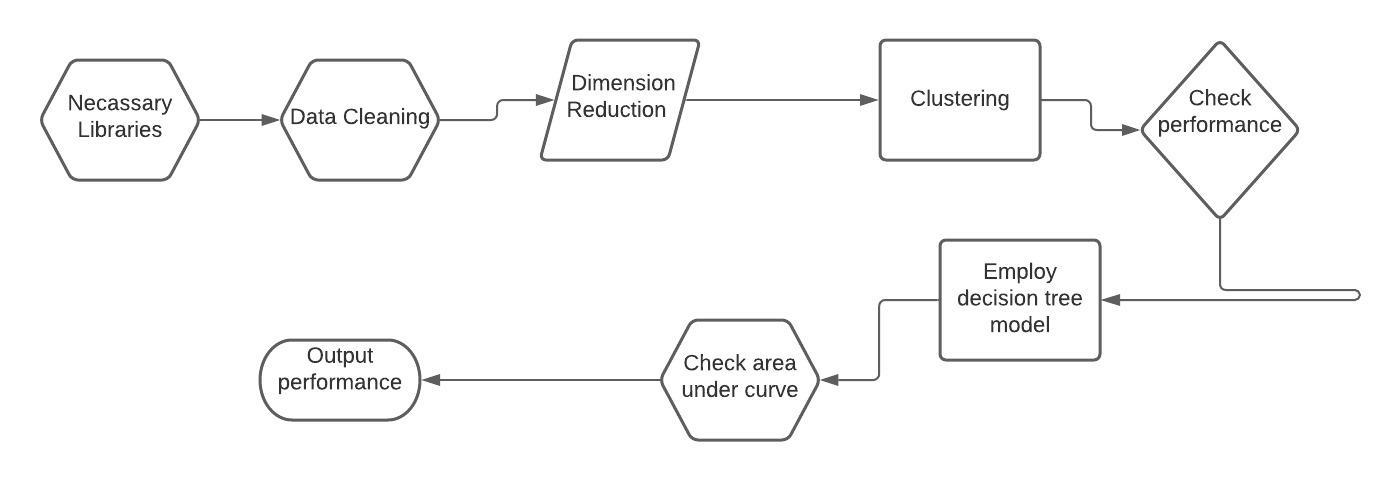 Necassary
Libraries
Data Cleaning
Dimension
Reduction
Clustering
Check
performance
Employ
decision tree
model
Check area
under curve
Output
performance